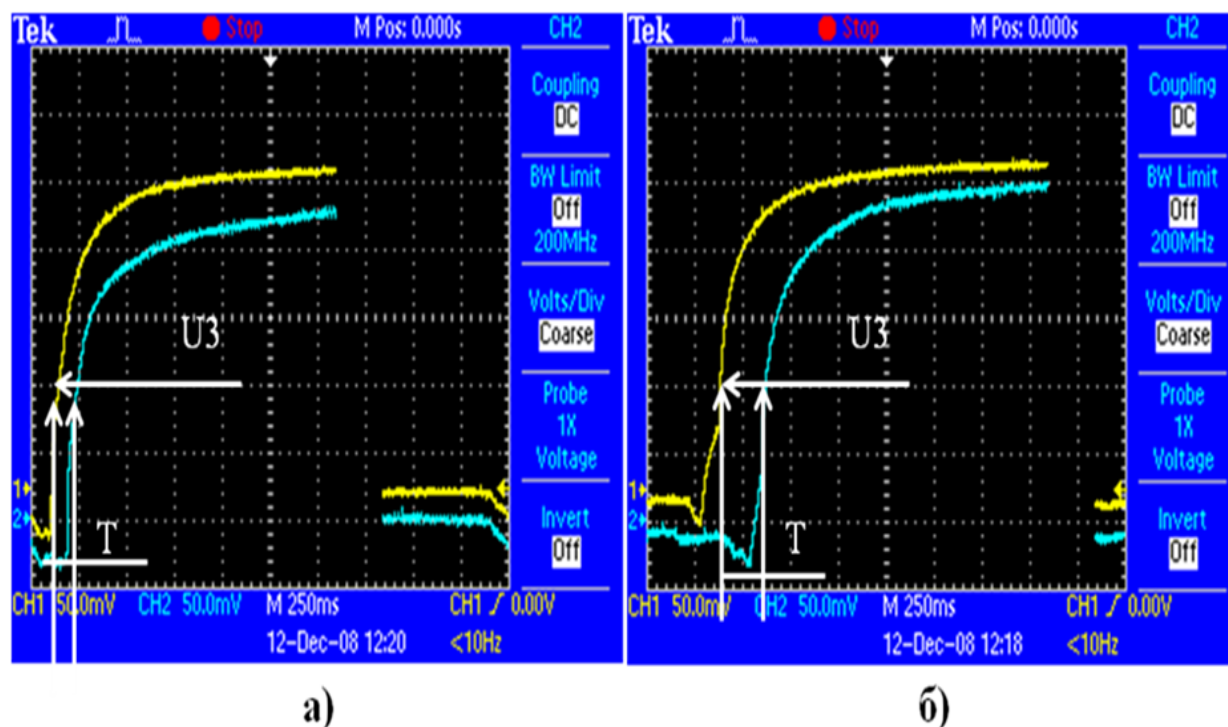 Tek Stop M Pos: 0.000s CH2
Coupling
DC
BW Limit
Off
200MHz
Volts/Div
Coarse
Probe
1X
Voltage
Invert
Off
U3
T
1
2
CH1 50.0mV CH2 50.0mV M 250ms CH1 0.00V
12-Dec-08 12:20 <10Hz
а)
Tek Stop M Pos: 0.000s CH2
Coupling
DC
BW Limit
Off
200MHz
Volts/Div
Coarse
Probe
1X
Voltage
Invert
Off
U3
T
1
2
CH1 50.0mV CH2 50.0mV M 250ms CH1 0.00V
12-Dec-08 12:18 <10Hz
б)